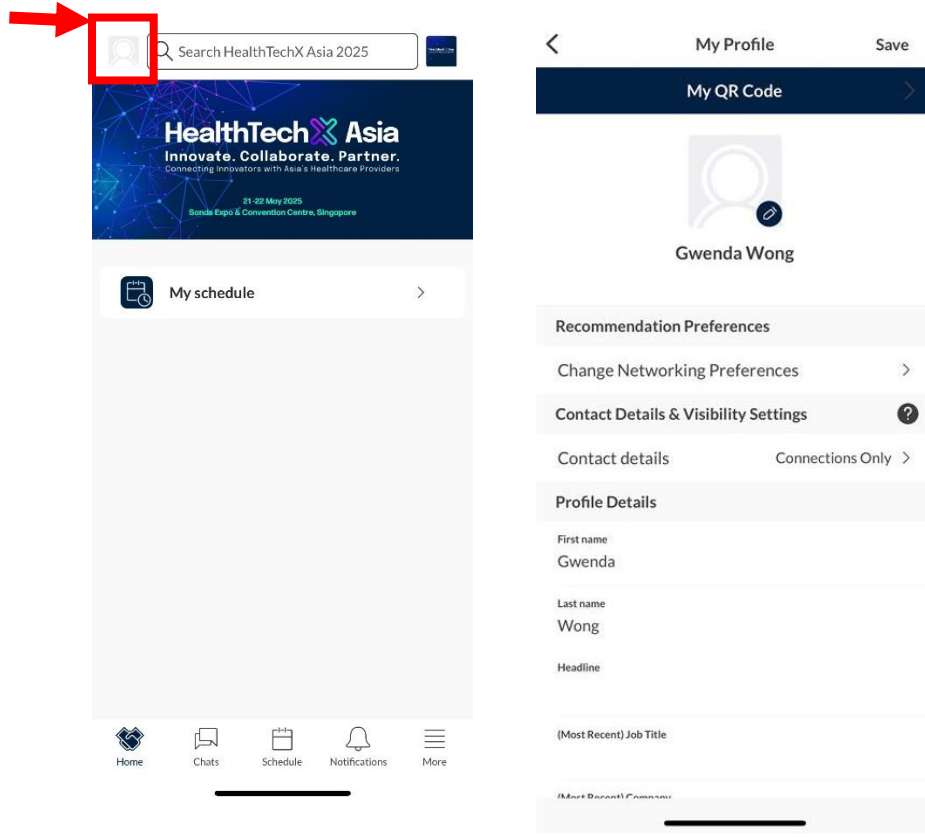 Search HealthTechX Asia 2025
HealthTechX Asia
Innovate. Collaborate. Partner.
Connecting Innovators with Asia's Healthcare Providers
21-22 May 2025
Sands Expo & Convention Centre, Singapore
My schedule
Home
Chats
Schedule
Notifications
More
My Profile
Save
My QR Code
Gwenda Wong
Recommendation Preferences
Change Networking Preferences
Contact Details & Visibility Settings
?
Contact details
Connections Only
Profile Details
First name
Gwenda
Last name
Wong
Headline
(Most Recent) Job Title
(Most Recent) Company